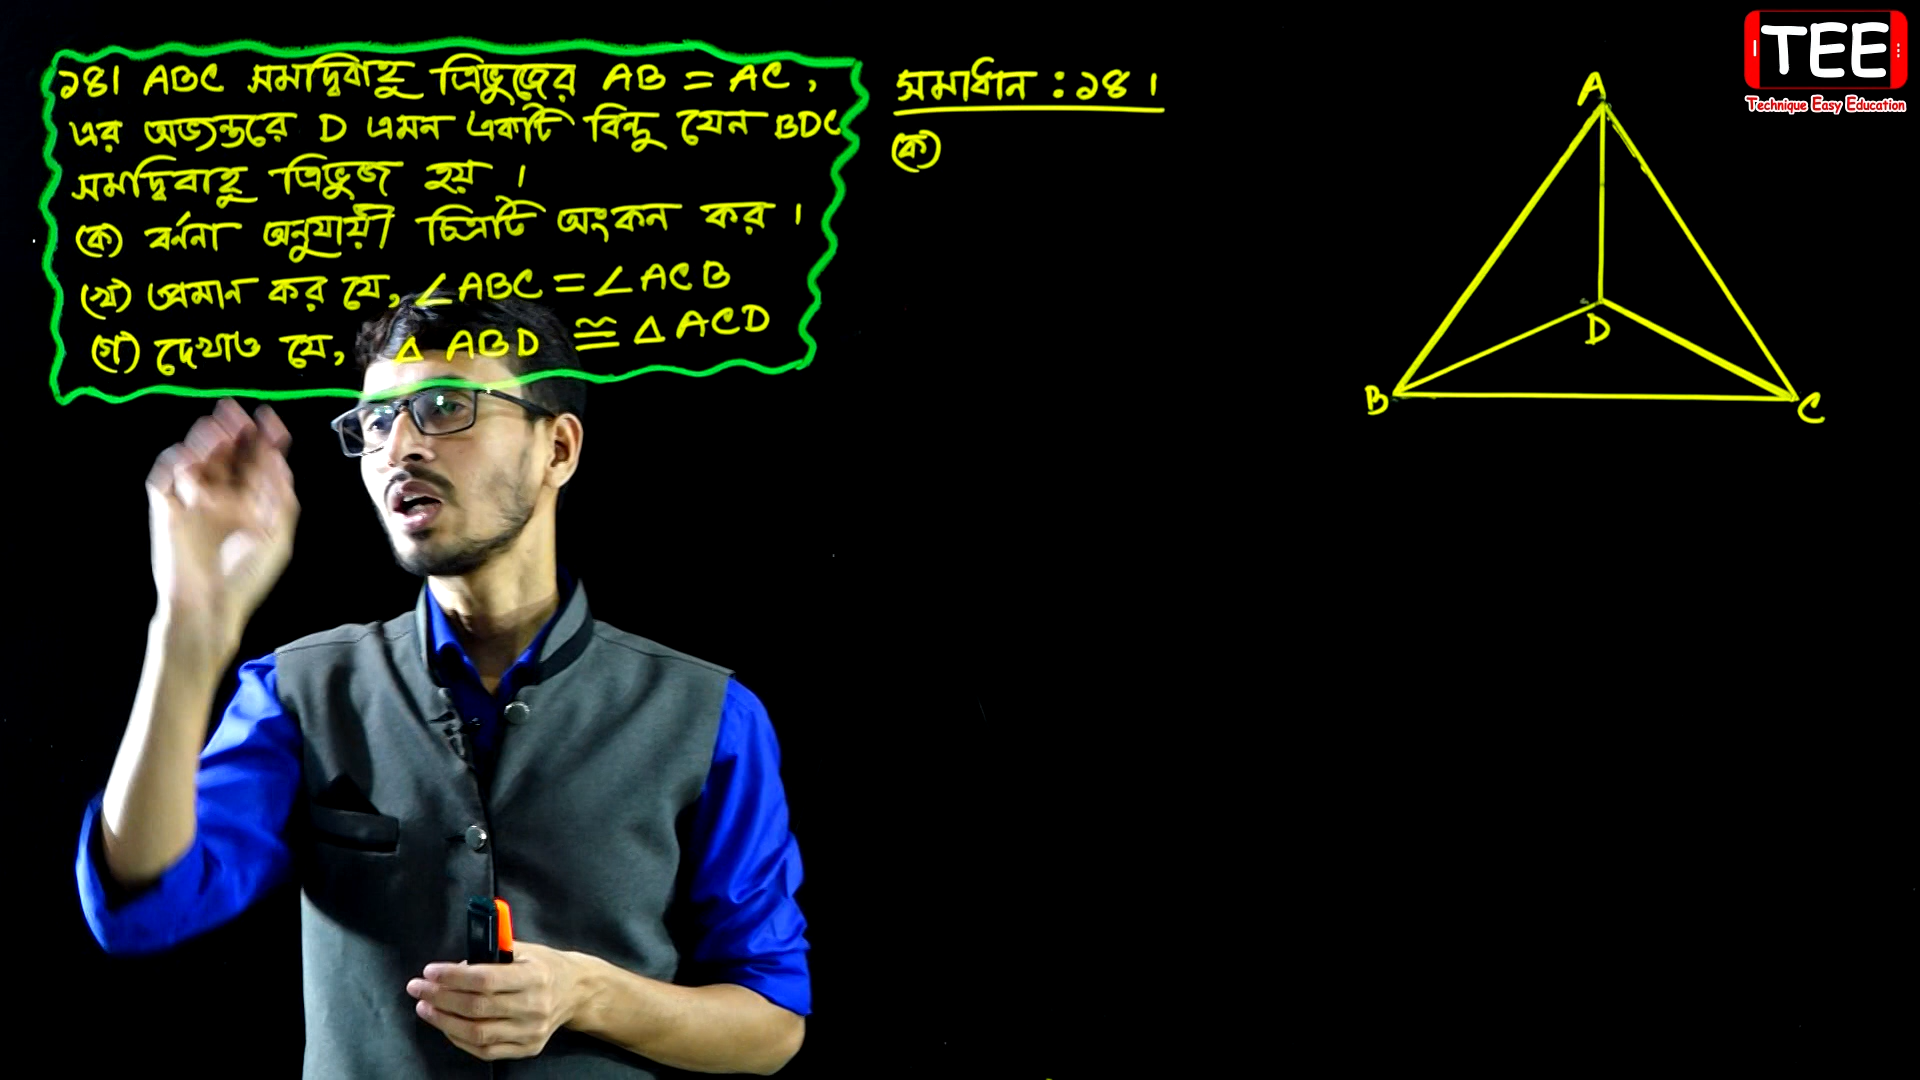 ১৪। ABC সমদ্বিবাহু ত্রিভুজের AB = AC,
এর অভ্যন্তরে D এমন একটি বিন্দু যেন BDC
সমদ্বিবাহু ত্রিভুজ হয়।
(ক) বর্ননা অনুযায়ী চিত্রটি অংকন কর।
(খ) প্রমান কর যে, ∠ABC = ∠ACB
(গ) দেখাও যে, △ ABD ≅ △ ACD
সমাধান : ১৪।
(ক)
A
D
B
C
TEE
Technique Easy Education